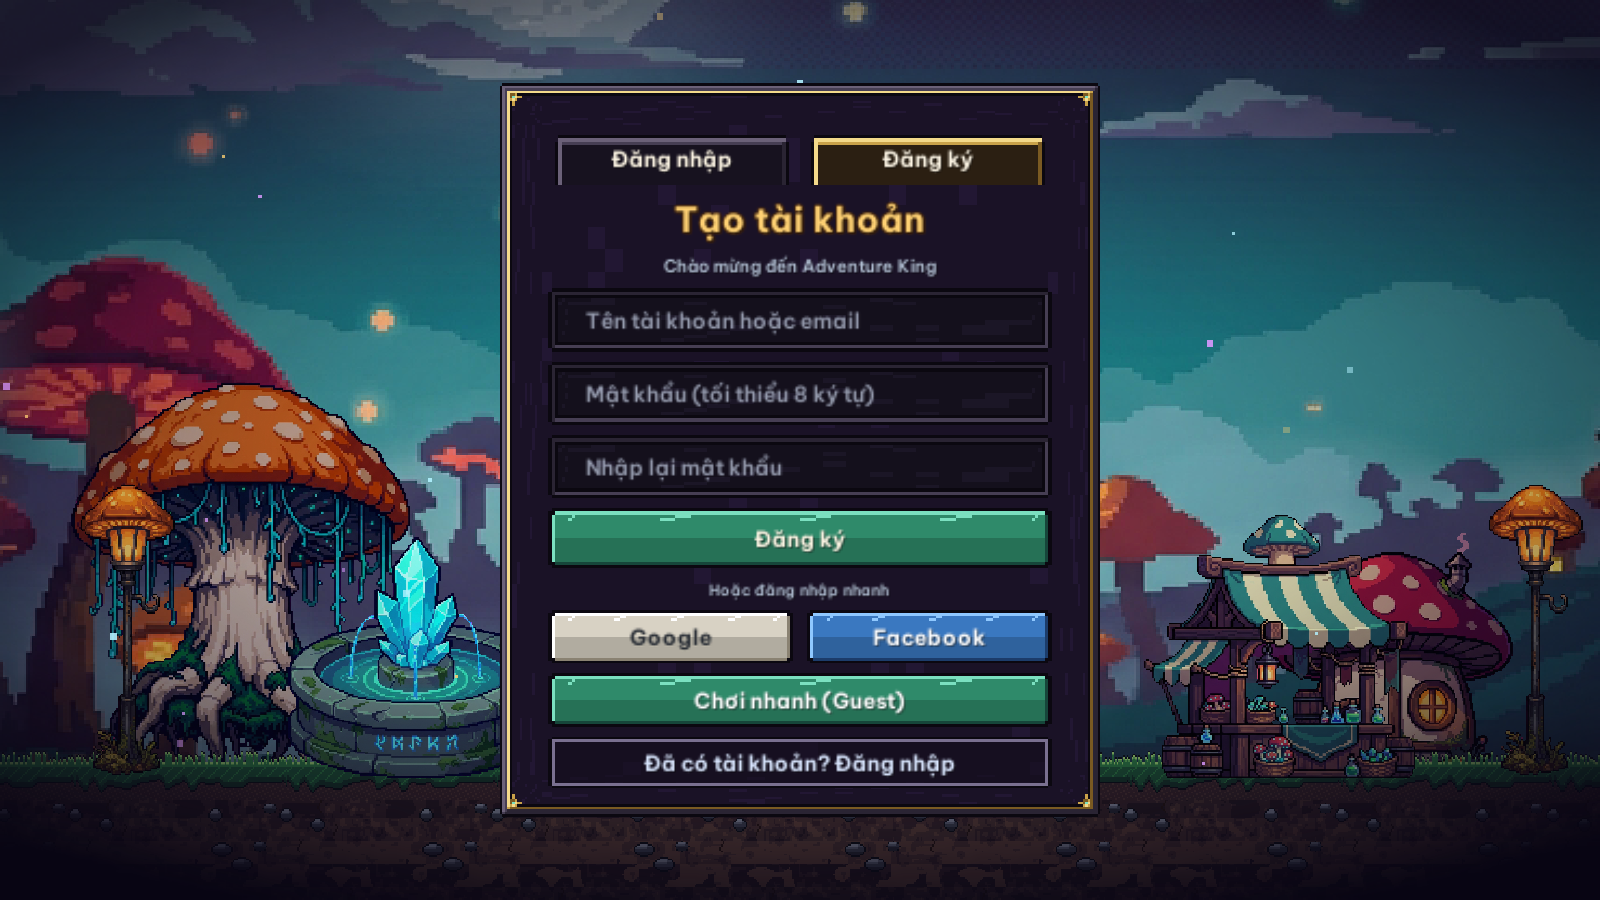 Đăng nhập
Đăng ký
Tạo tài khoản
Chào mừng đến Adventure King
Tên tài khoản hoặc email
Mật khẩu (tối thiểu 8 ký tự)
Nhập lại mật khẩu
Đăng ký
Hoặc đăng nhập nhanh
Google
Facebook
Chơi nhanh (Guest)
Đã có tài khoản? Đăng nhập